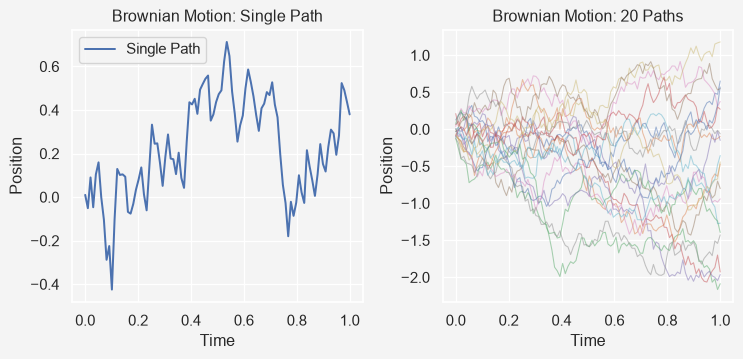 Brownian Motion: Single Path
Single Path
0.6
0.4
0.2
0.0
−0.2
−0.4
0.0 0.2 0.4 0.6 0.8 1.0
Time
Position
Brownian Motion: 20 Paths
1.0
0.5
0.0
−0.5
−1.0
−1.5
−2.0
0.0 0.2 0.4 0.6 0.8 1.0
Time
Position